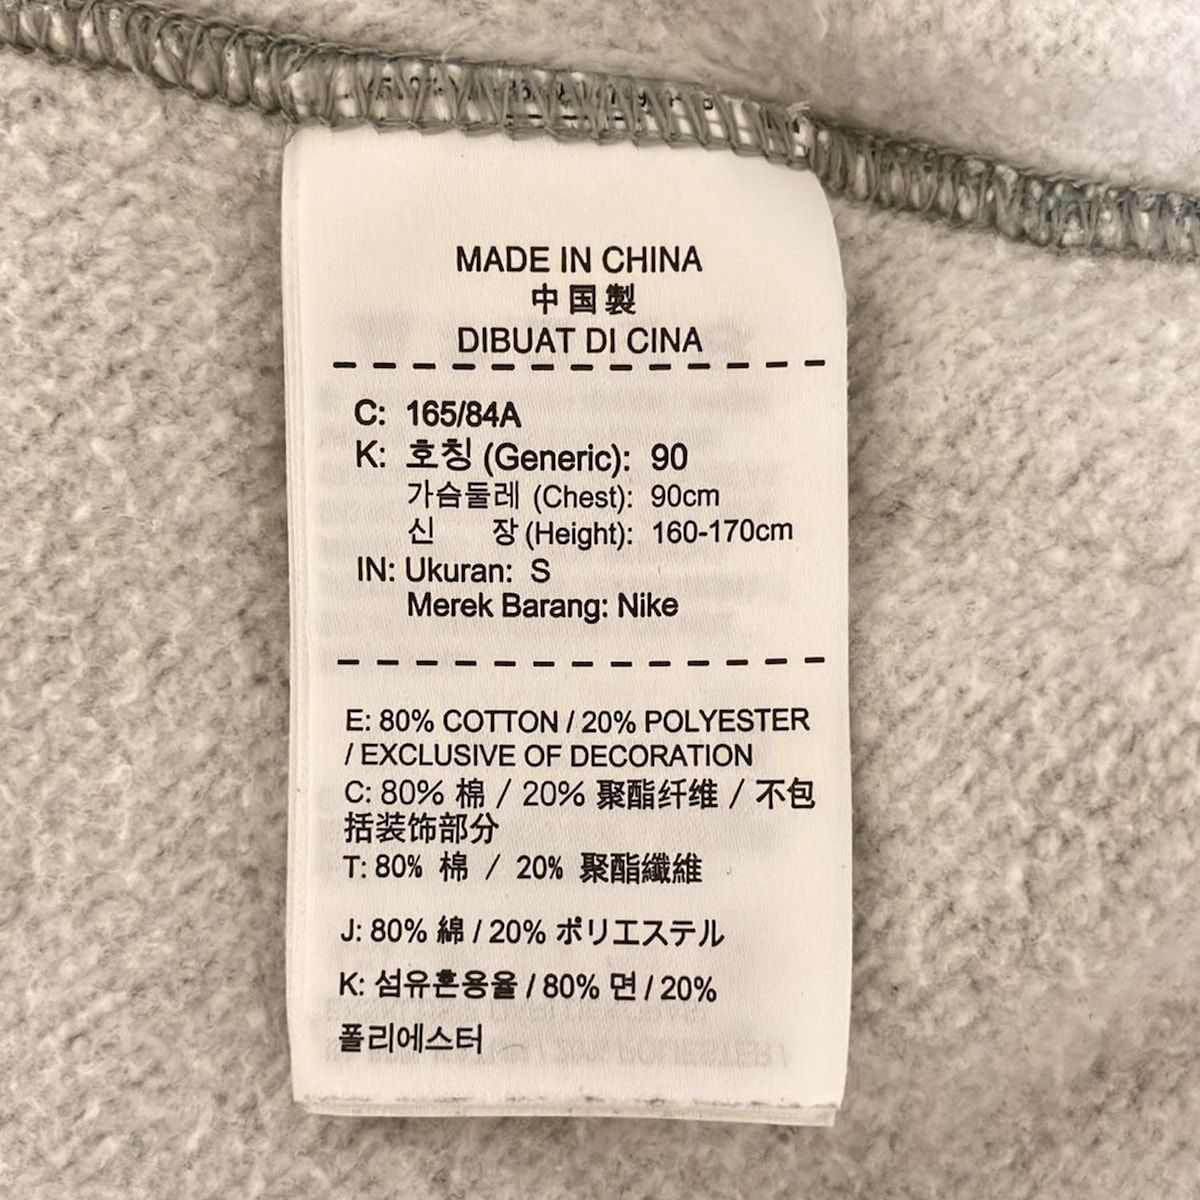 MADE IN CHINA
中国製
DIBUAT DI CINA
C: 165/84A
K: 호칭 (Generic): 90
가슴둘레 (Chest): 90cm
신 장 (Height): 160-170cm
IN: Ukuran: S
Merek Barang: Nike
E: 80% COTTON / 20% POLYESTER
/ EXCLUSIVE OF DECORATION
C: 80% 棉 / 20% 聚酯纤维 / 不包
括装饰部分
T: 80% 棉 / 20% 聚酯纖維
J: 80% 綿 / 20% ポリエステル
K: 섬유혼용율 / 80% 면 / 20%
폴리에스터